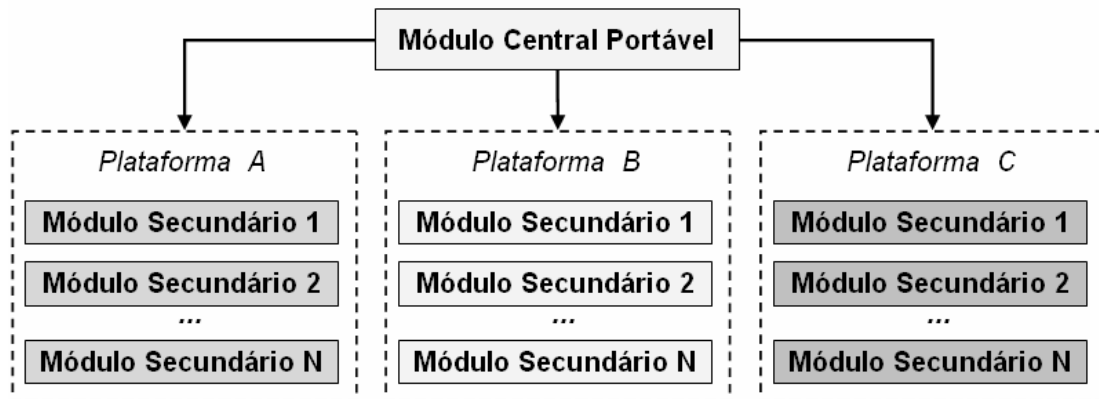 Módulo Central Portável
Plataforma A
Módulo Secundário 1
Módulo Secundário 2
...
Módulo Secundário N
Plataforma B
Módulo Secundário 1
Módulo Secundário 2
...
Módulo Secundário N
Plataforma C
Módulo Secundário 1
Módulo Secundário 2
...
Módulo Secundário N